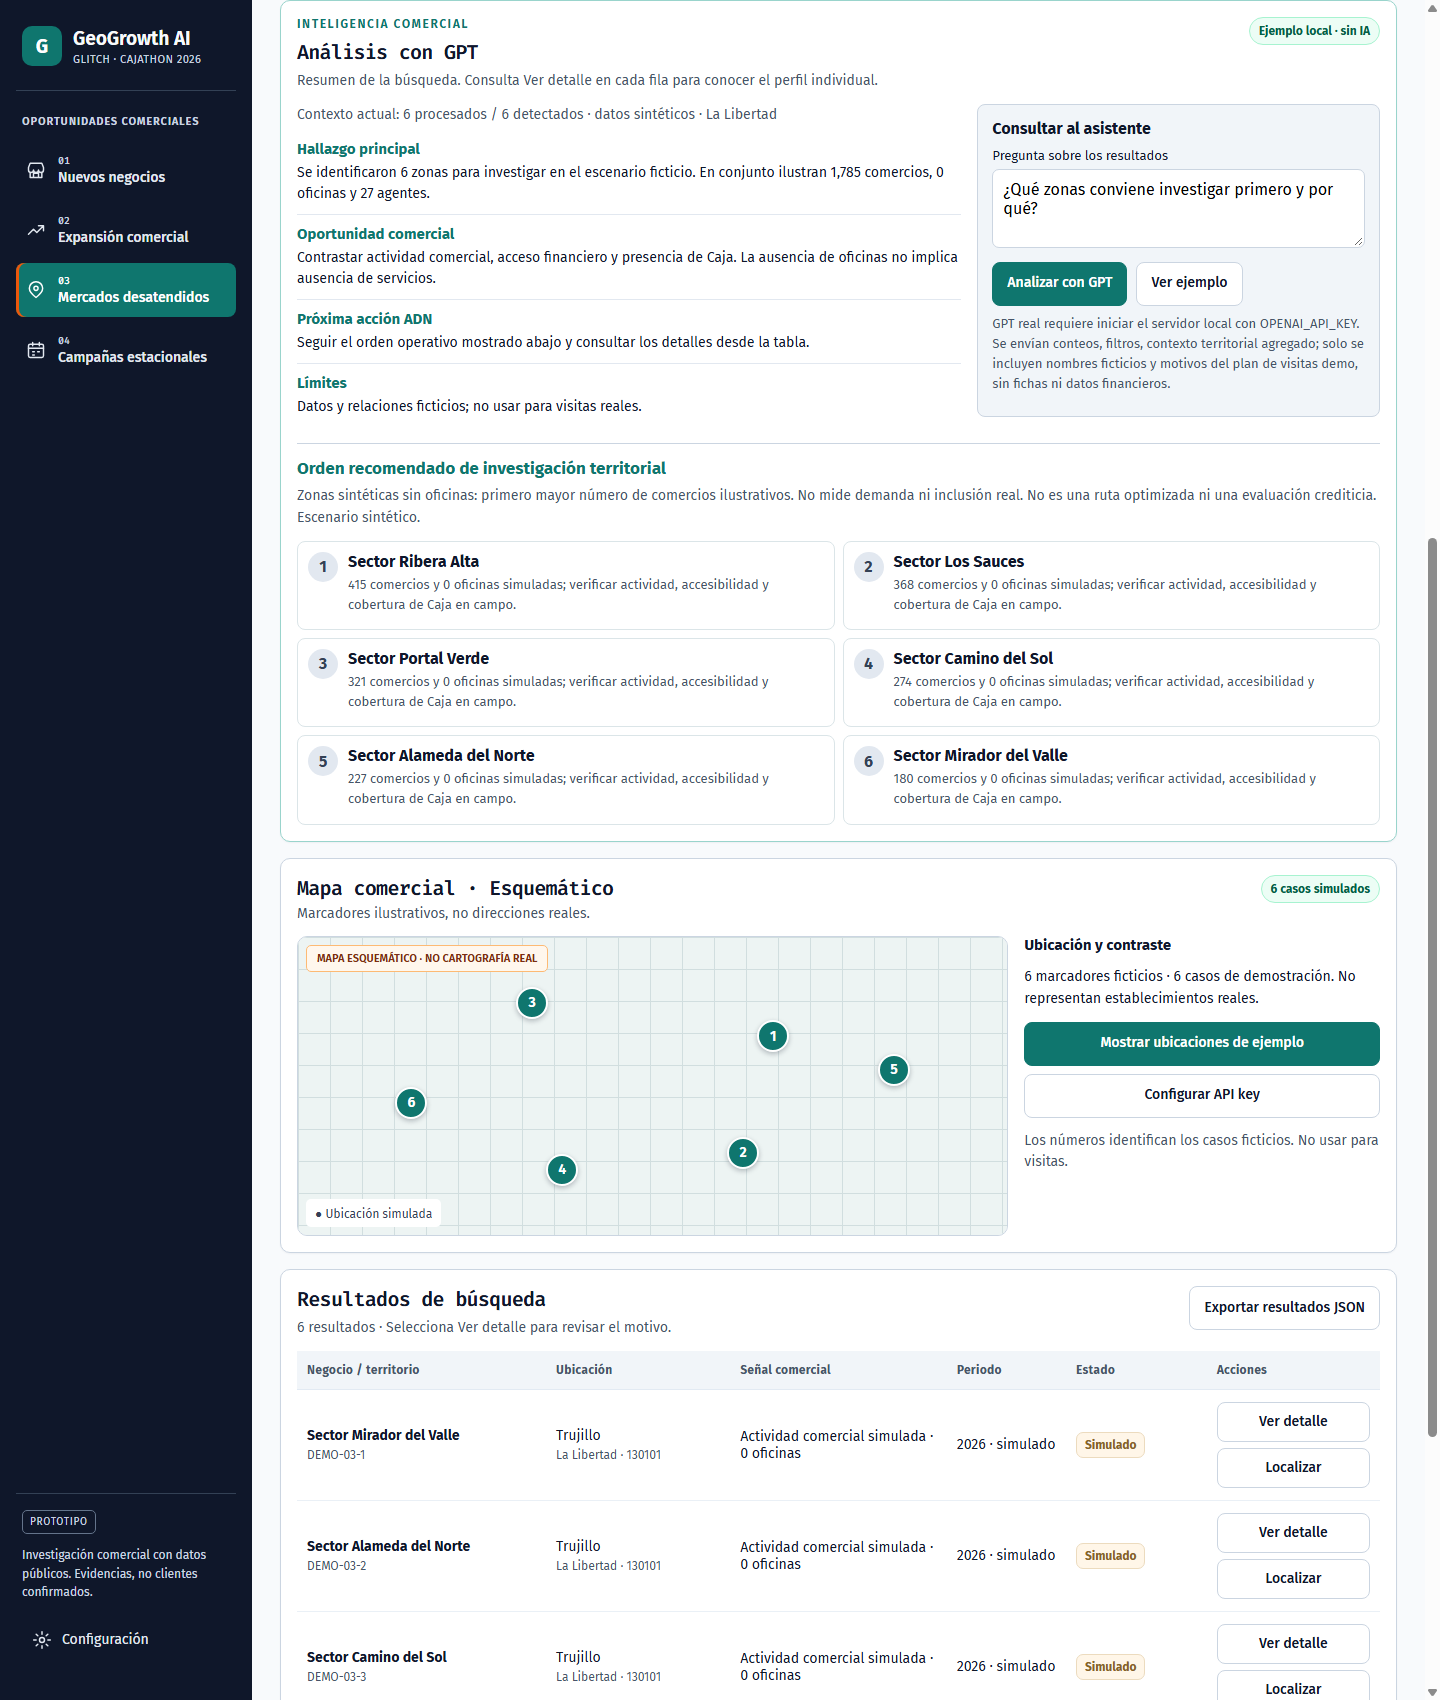 G
GeoGrowth AI
GLITCH · CAJATHON 2026
OPORTUNIDADES COMERCIALES
01
Nuevos negocios
02
Expansión comercial
03
Mercados desatendidos
04
Campañas estacionales
PROTOTIPO
Investigación comercial con datos
públicos. Evidencias, no clientes
confirmados.
Configuración
INTELIGENCIA COMERCIAL
Análisis con GPT
Ejemplo local · sin IA
Resumen de la búsqueda. Consulta Ver detalle en cada fila para conocer el perfil individual.
Contexto actual: 6 procesados / 6 detectados · datos sintéticos · La Libertad
Hallazgo principal
Se identificaron 6 zonas para investigar en el escenario ficticio. En conjunto ilustran 1,785 comercios, 0
oficinas y 27 agentes.
Oportunidad comercial
Contrastar actividad comercial, acceso financiero y presencia de Caja. La ausencia de oficinas no implica
ausencia de servicios.
Próxima acción ADN
Seguir el orden operativo mostrado abajo y consultar los detalles desde la tabla.
Límites
Datos y relaciones ficticios; no usar para visitas reales.
Consultar al asistente
Pregunta sobre los resultados
¿Qué zonas conviene investigar primero y por
qué?
Analizar con GPT
Ver ejemplo
GPT real requiere iniciar el servidor local con OPENAI_API_KEY.
Se envían conteos, filtros, contexto territorial agregado; solo se
incluyen nombres ficticios y motivos del plan de visitas demo,
sin fichas ni datos financieros.
Orden recomendado de investigación territorial
Zonas sintéticas sin oficinas: primero mayor número de comercios ilustrativos. No mide demanda ni inclusión real. No es una ruta optimizada ni una evaluación crediticia.
Escenario sintético.
1
Sector Ribera Alta
415 comercios y 0 oficinas simuladas; verificar actividad, accesibilidad y
cobertura de Caja en campo.
2
Sector Los Sauces
368 comercios y 0 oficinas simuladas; verificar actividad, accesibilidad y
cobertura de Caja en campo.
3
Sector Portal Verde
321 comercios y 0 oficinas simuladas; verificar actividad, accesibilidad y
cobertura de Caja en campo.
4
Sector Camino del Sol
274 comercios y 0 oficinas simuladas; verificar actividad, accesibilidad y
cobertura de Caja en campo.
5
Sector Alameda del Norte
227 comercios y 0 oficinas simuladas; verificar actividad, accesibilidad y
cobertura de Caja en campo.
6
Sector Mirador del Valle
180 comercios y 0 oficinas simuladas; verificar actividad, accesibilidad y
cobertura de Caja en campo.
Mapa comercial · Esquemático
6 casos simulados
Marcadores ilustrativos, no direcciones reales.
MAPA ESQUEMÁTICO · NO CARTOGRAFÍA REAL
3
1
5
6
2
4
● Ubicación simulada
Ubicación y contraste
6 marcadores ficticios · 6 casos de demostración. No
representan establecimientos reales.
Mostrar ubicaciones de ejemplo
Configurar API key
Los números identifican los casos ficticios. No usar para
visitas.
Resultados de búsqueda
6 resultados · Selecciona Ver detalle para revisar el motivo.
Exportar resultados JSON
Negocio / territorio
Ubicación
Señal comercial
Periodo
Estado
Acciones
Sector Mirador del Valle
DEMO-03-1
Trujillo
La Libertad · 130101
Actividad comercial simulada ·
0 oficinas
2026 · simulado
Simulado
Ver detalle
Localizar
Sector Alameda del Norte
DEMO-03-2
Trujillo
La Libertad · 130101
Actividad comercial simulada ·
0 oficinas
2026 · simulado
Simulado
Ver detalle
Localizar
Sector Camino del Sol
DEMO-03-3
Trujillo
La Libertad · 130101
Actividad comercial simulada ·
0 oficinas
2026 · simulado
Simulado
Ver detalle
Localizar